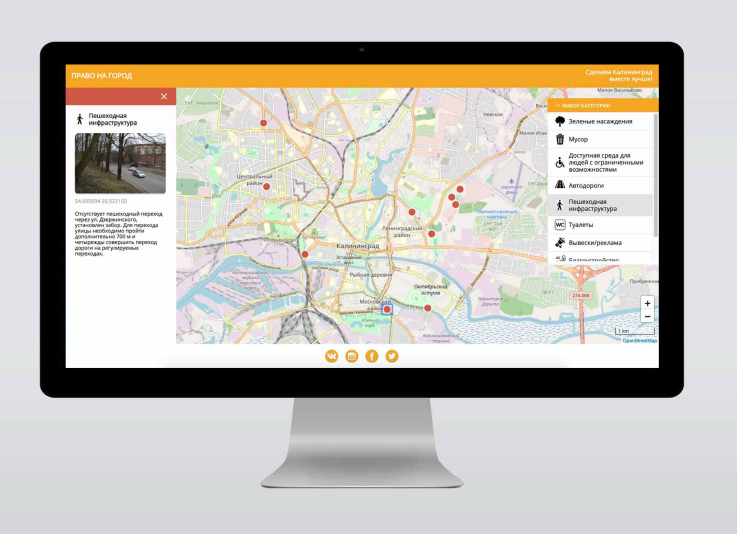 ПРАВО НА ГОРОД
Сделаем Калининград
вместе лучше!
Пешеходная
инфраструктура
54.695694 20.522103
Отсутствует пешеходный переход
через ул. Дзержинского,
установлен забор. Для перехода
улицы необходимо пройти
дополнительно 700 м и
четырежды совершить переход
дороги на регулируемых
переходах.
Центральный
район
Ленинградский
район
Калининград
Рыбная деревня
Октябрьский
остров
Московский
район
Невское
Малое Васильково
ВЫБОР КАТЕГОРИИ
Зеленые насаждения
Мусор
Доступная среда для
людей с ограниченными
возможностями
Автодороги
Пешеходная
инфраструктура
WC Туалеты
Вывески/реклама
Благоустройство
+
−
1 km
OpenStreetMap